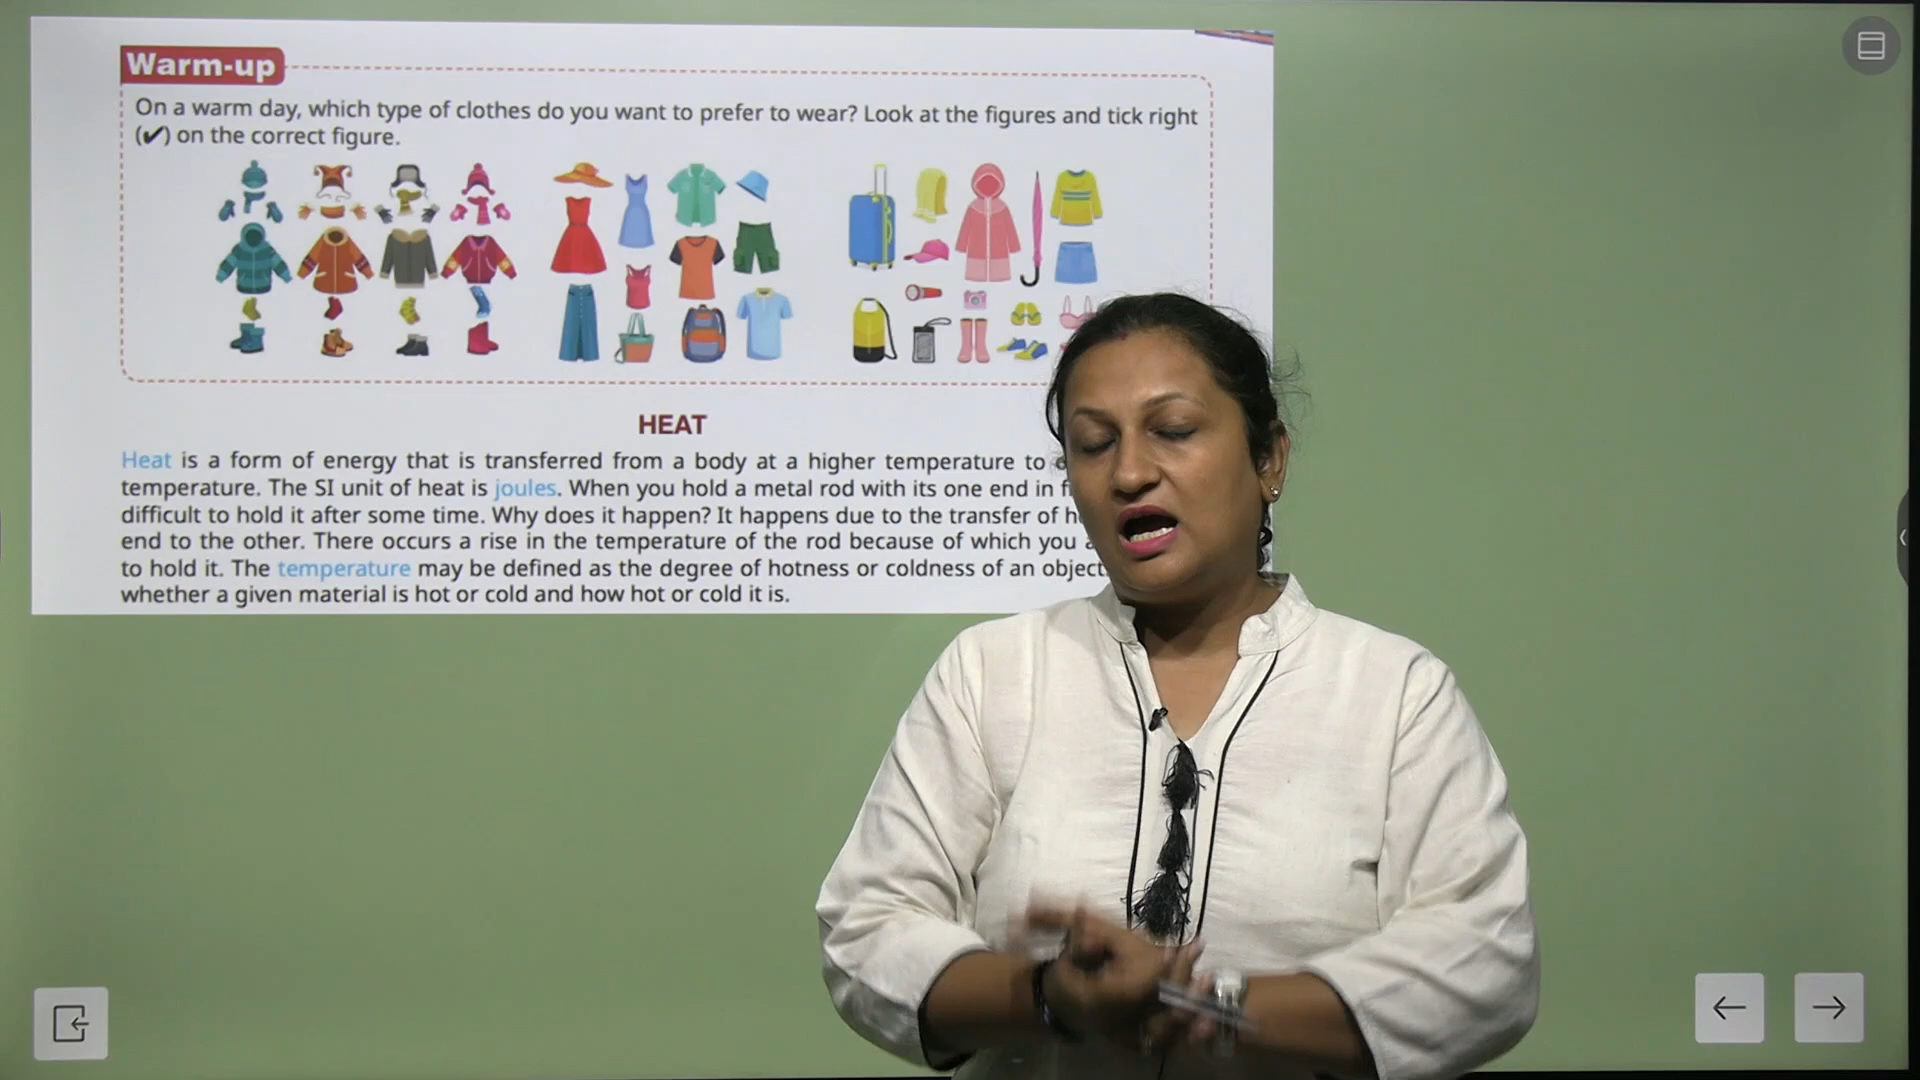 Warm-up
On a warm day, which type of clothes do you want to prefer to wear? Look at the figures and tick right
(✔) on the correct figure.
HEAT
Heat is a form of energy that is transferred from a body at a higher temperature to
temperature. The SI unit of heat is joules. When you hold a metal rod with its one end in
difficult to hold it after some time. Why does it happen? It happens due to the transfer of
end to the other. There occurs a rise in the temperature of the rod because of which you
to hold it. The temperature may be defined as the degree of hotness or coldness of an object.
whether a given material is hot or cold and how hot or cold it is.